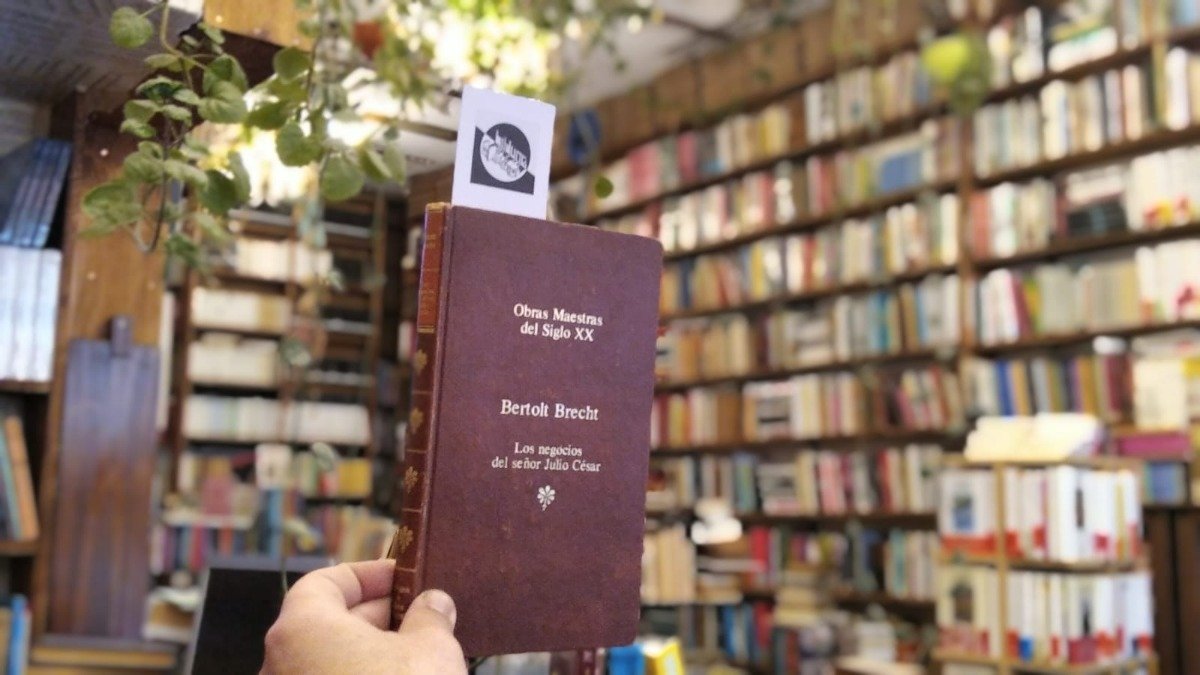 Obras Maestras
del Siglo XX
Bertolt Brecht
Los negocios
del señor Julio César